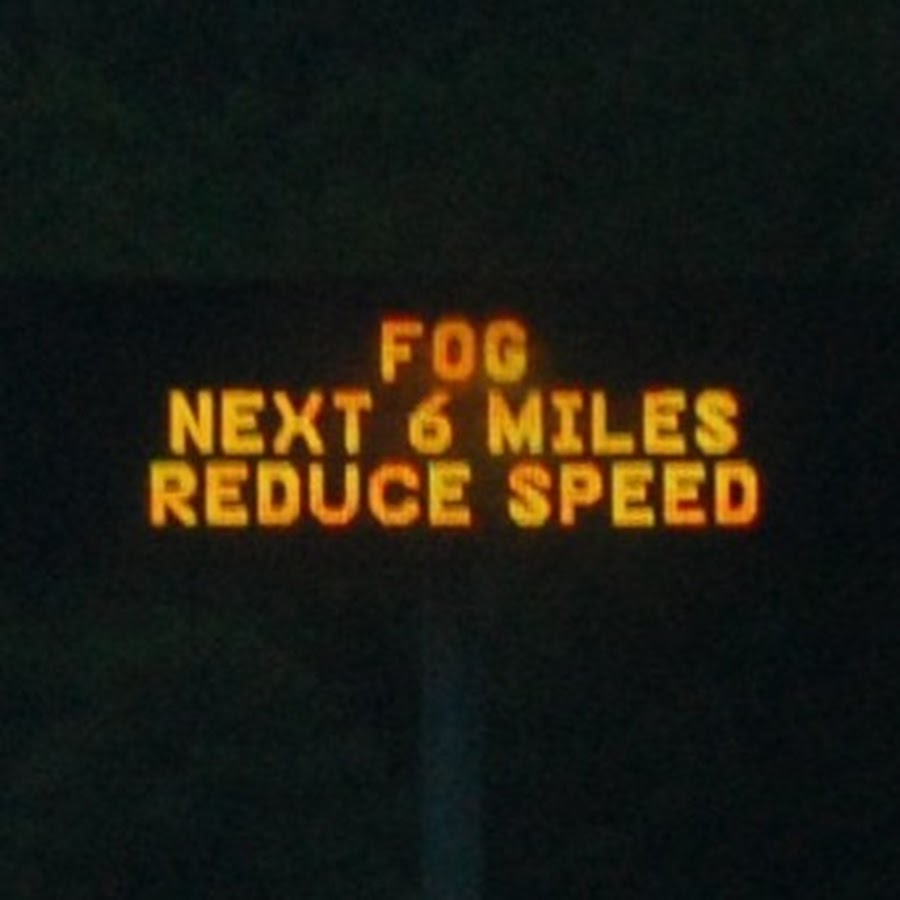 FOG
NEXT 6 MILES
REDUCE SPEED